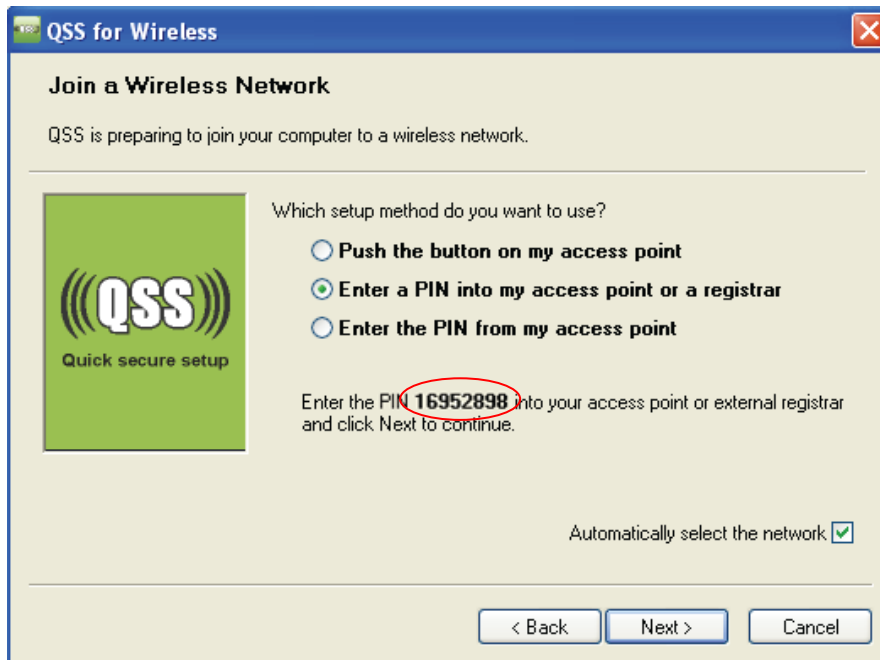 QSS for Wireless
Join a Wireless Network
QSS is preparing to join your computer to a wireless network.
Which setup method do you want to use?
Push the button on my access point
Enter a PIN into my access point or a registrar
Enter the PIN from my access point
(((QSS)))
Quick secure setup
Enter the PIN 16952898 into your access point or external registrar
and click Next to continue.
Automatically select the network
< Back
Next >
Cancel